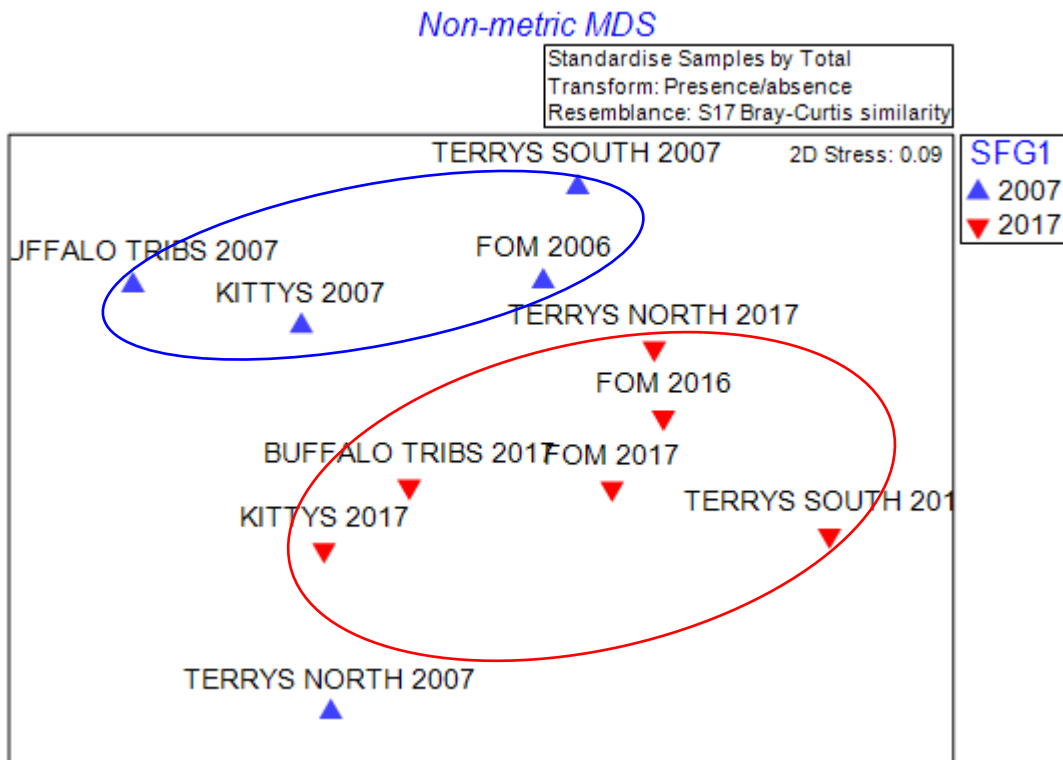 Non-metric MDS
Standardise Samples by Total
Transform: Presence/absence
Resemblance: S17 Bray-Curtis similarity
TERRYS SOUTH 2007
2D Stress: 0.09
SFG1
2007
2017
UFFALO TRIBS 2007
FOM 2006
KITTYS 2007
TERRYS NORTH 2017
FOM 2016
BUFFALO TRIBS 2017
FOM 2017
TERRYS SOUTH 201
KITTYS 2017
TERRYS NORTH 2007